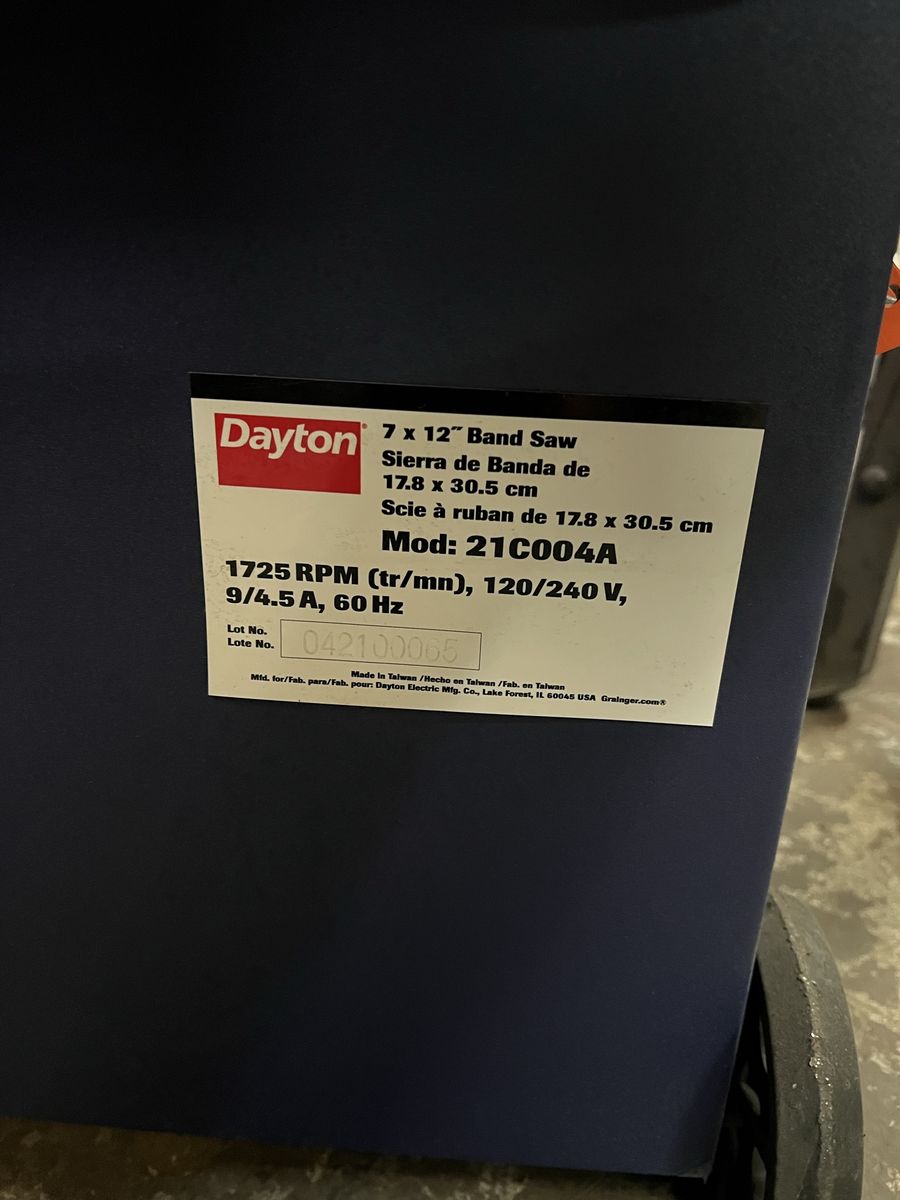 Dayton®
7 x 12″ Band Saw
Sierra de Banda de
17.8 x 30.5 cm
Scie à ruban de 17.8 x 30.5 cm
Mod: 21C004A
1725 RPM (tr/mn), 120/240 V,
9/4.5 A, 60 Hz
Lot No.
Lote No.
042100065
Made in Taiwan /Hecho en Taiwan /Fab. en Taiwan
Mfd. for/Fab. para/Fab. pour: Dayton Electric Mfg. Co., Lake Forest, IL 60045 USA Grainger.com®